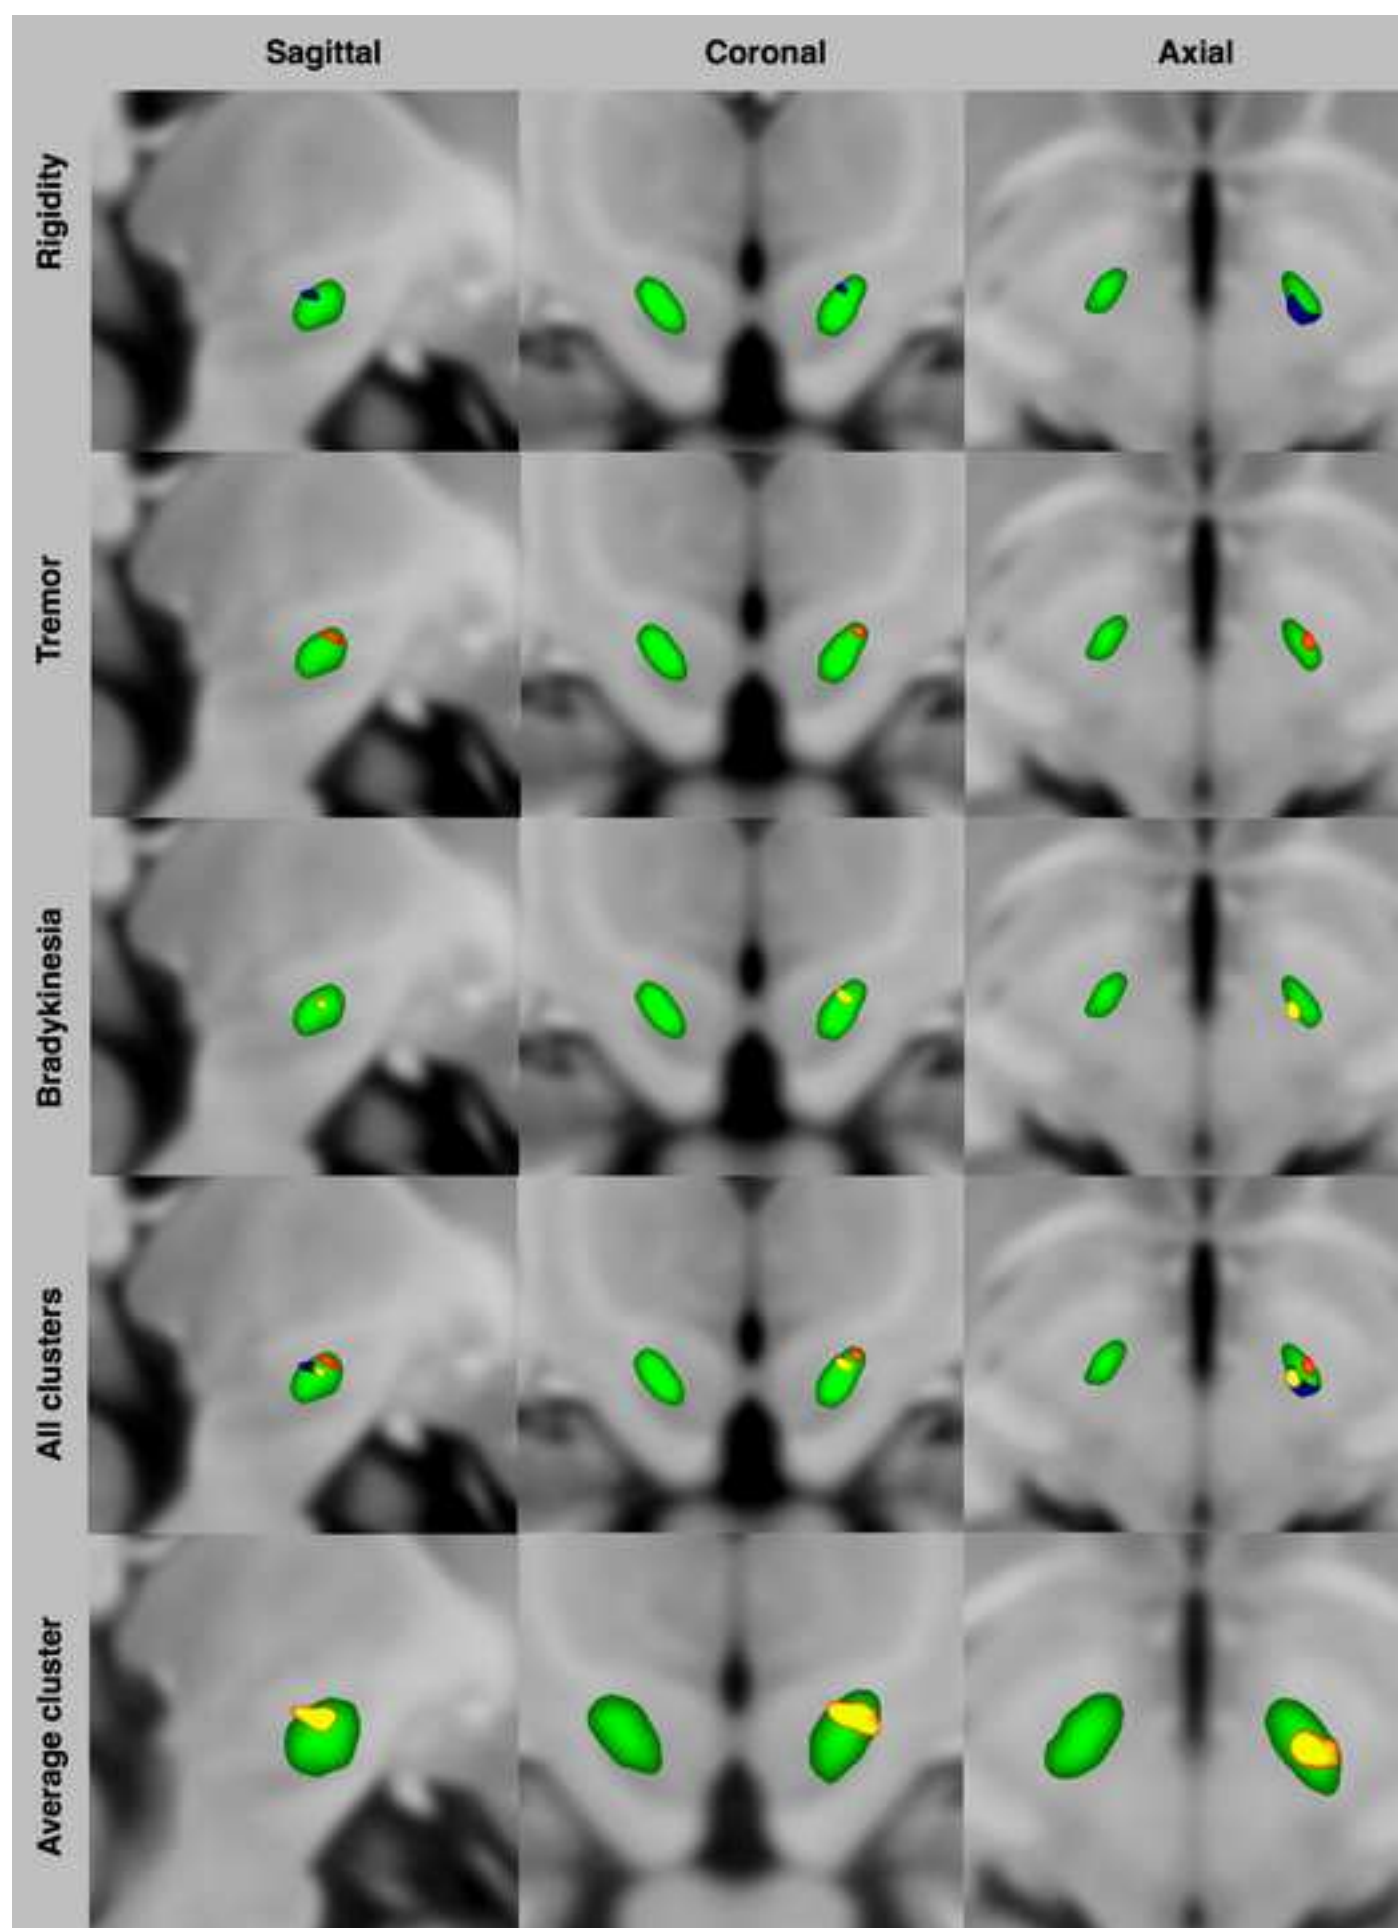 Sagittal Coronal Axial
Rigidity
Tremor
Bradykinesia
All clusters
Average cluster